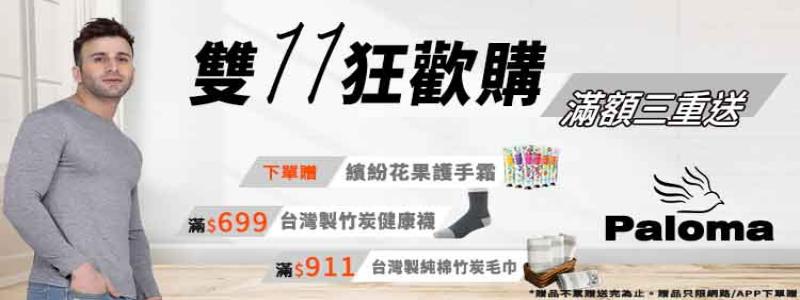 雙11狂歡購
滿額三重送
下單贈 繽紛花果護手霜
滿$699 台灣製竹炭健康襪
滿$911 台灣製純棉竹炭毛巾
Paloma
*贈品不累贈送完為止。贈品只限網路/APP下單贈